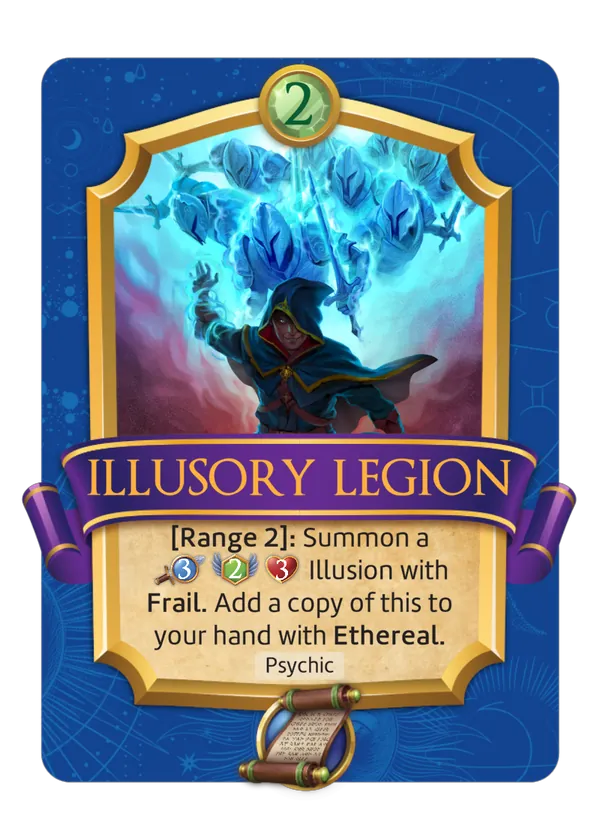 2
ILLUSORY LEGION
[Range 2]: Summon a
3 2 3 Illusion with
Frail. Add a copy of this to
your hand with Ethereal.
Psychic